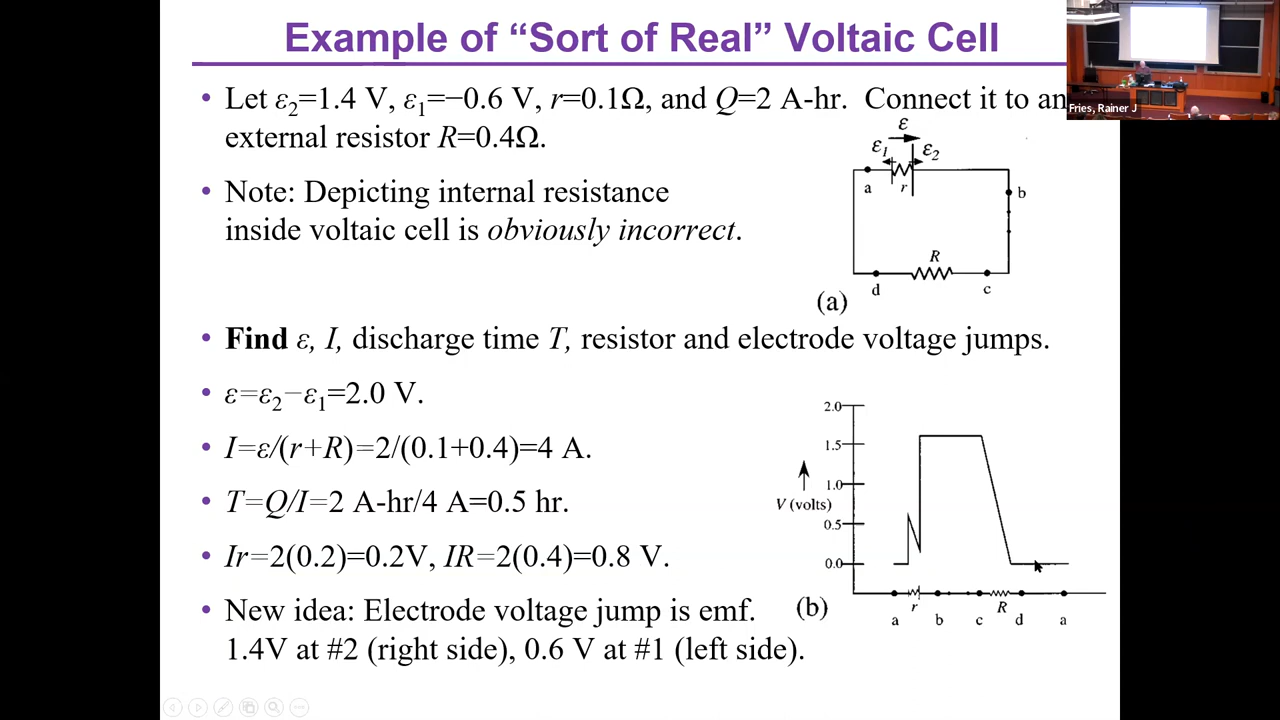 Example of “Sort of Real” Voltaic Cell
Fries, Rainer J
• Let ε2=1.4 V, ε1=−0.6 V, r=0.1Ω, and Q=2 A-hr.  Connect it to an
external resistor R=0.4Ω.
• Note: Depicting internal resistance
inside voltaic cell is obviously incorrect.
ε
ε1 ε2
a r b
R
d c
(a)
• Find ε, I, discharge time T, resistor and electrode voltage jumps.
• ε=ε2−ε1=2.0 V.
• I=ε/(r+R)=2/(0.1+0.4)=4 A.
• T=Q/I=2 A-hr/4 A=0.5 hr.
• Ir=2(0.2)=0.2V, IR=2(0.4)=0.8 V.
• New idea: Electrode voltage jump is emf.
1.4V at #2 (right side), 0.6 V at #1 (left side).
2.0
1.5
1.0
V (volts)
0.5
0.0
(b)
r R
a b c d a